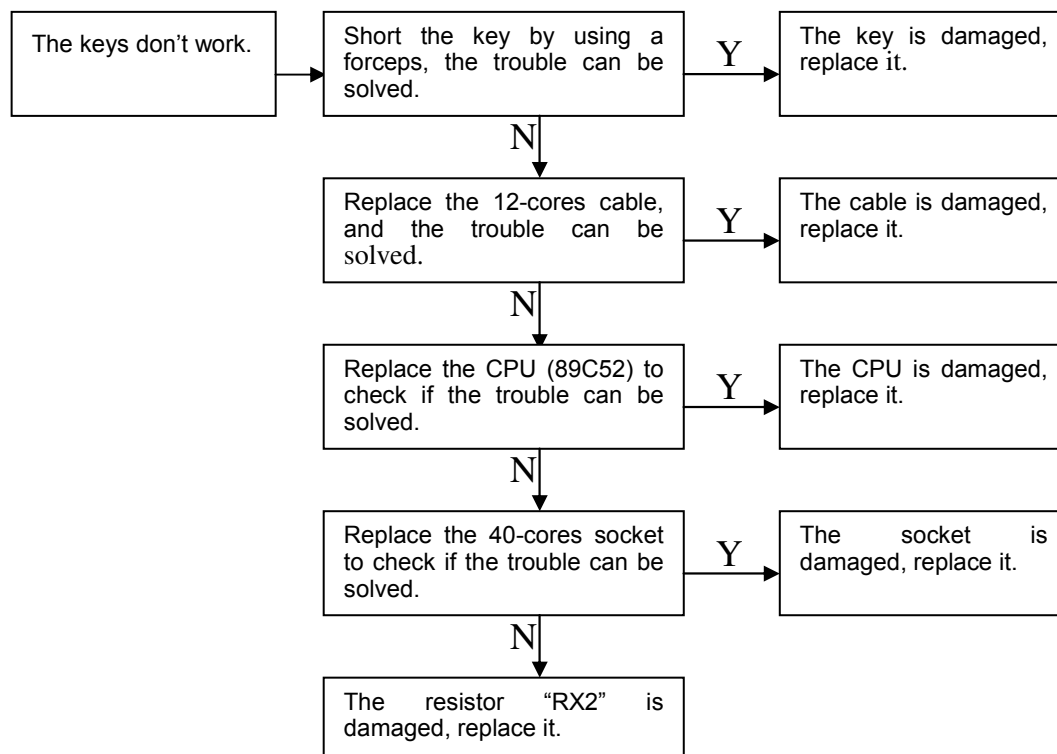 The keys don’t work.
Short the key by using a
forceps, the trouble can be
solved.
Y
The key is damaged,
replace it.
N
Replace the 12-cores cable,
and the trouble can be
solved.
Y
The cable is damaged,
replace it.
N
Replace the CPU (89C52) to
check if the trouble can be
solved.
Y
The CPU is damaged,
replace it.
N
Replace the 40-cores socket
to check if the trouble can be
solved.
Y
The socket is
damaged, replace it.
N
The resistor “RX2” is
damaged, replace it.